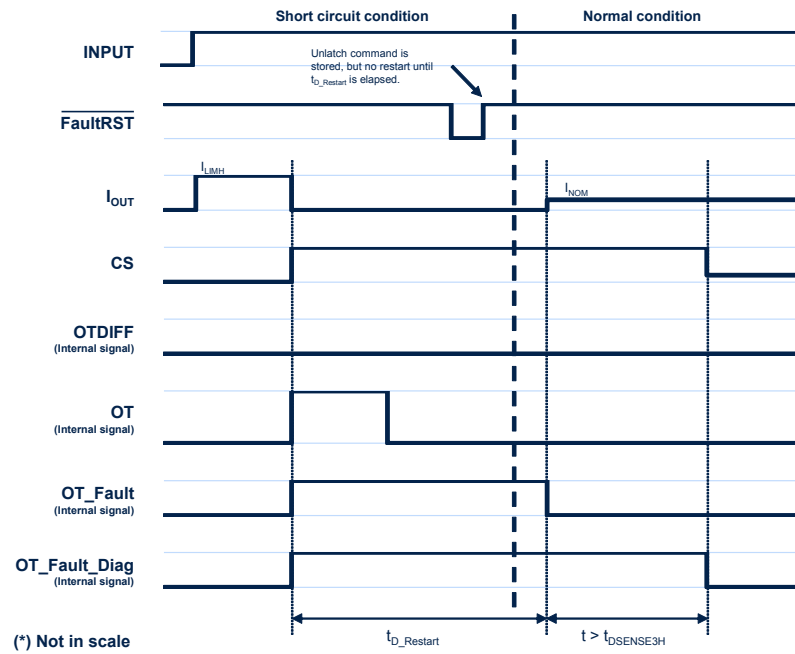 Short circuit condition
Normal condition
INPUT
Unlatch command is
stored, but no restart until
tD_Restart is elapsed.
FaultRST
ILIMH
IOUT
INOM
CS
OTDIFF
(Internal signal)
OT
(Internal signal)
OT_Fault
(Internal signal)
OT_Fault_Diag
(Internal signal)
tD_Restart
t > tDSENSE3H
(*) Not in scale